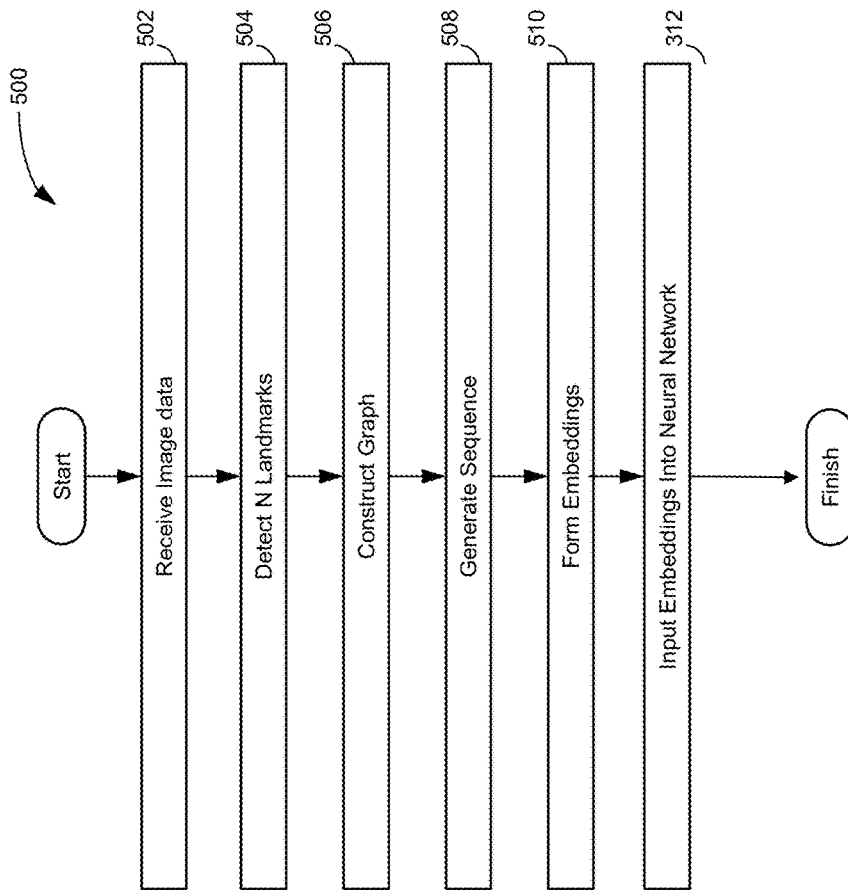 500
Start
502
Receive Image data
504
Detect N Landmarks
506
Construct Graph
508
Generate Sequence
510
Form Embeddings
312
Input Embeddings Into Neural Network
Finish